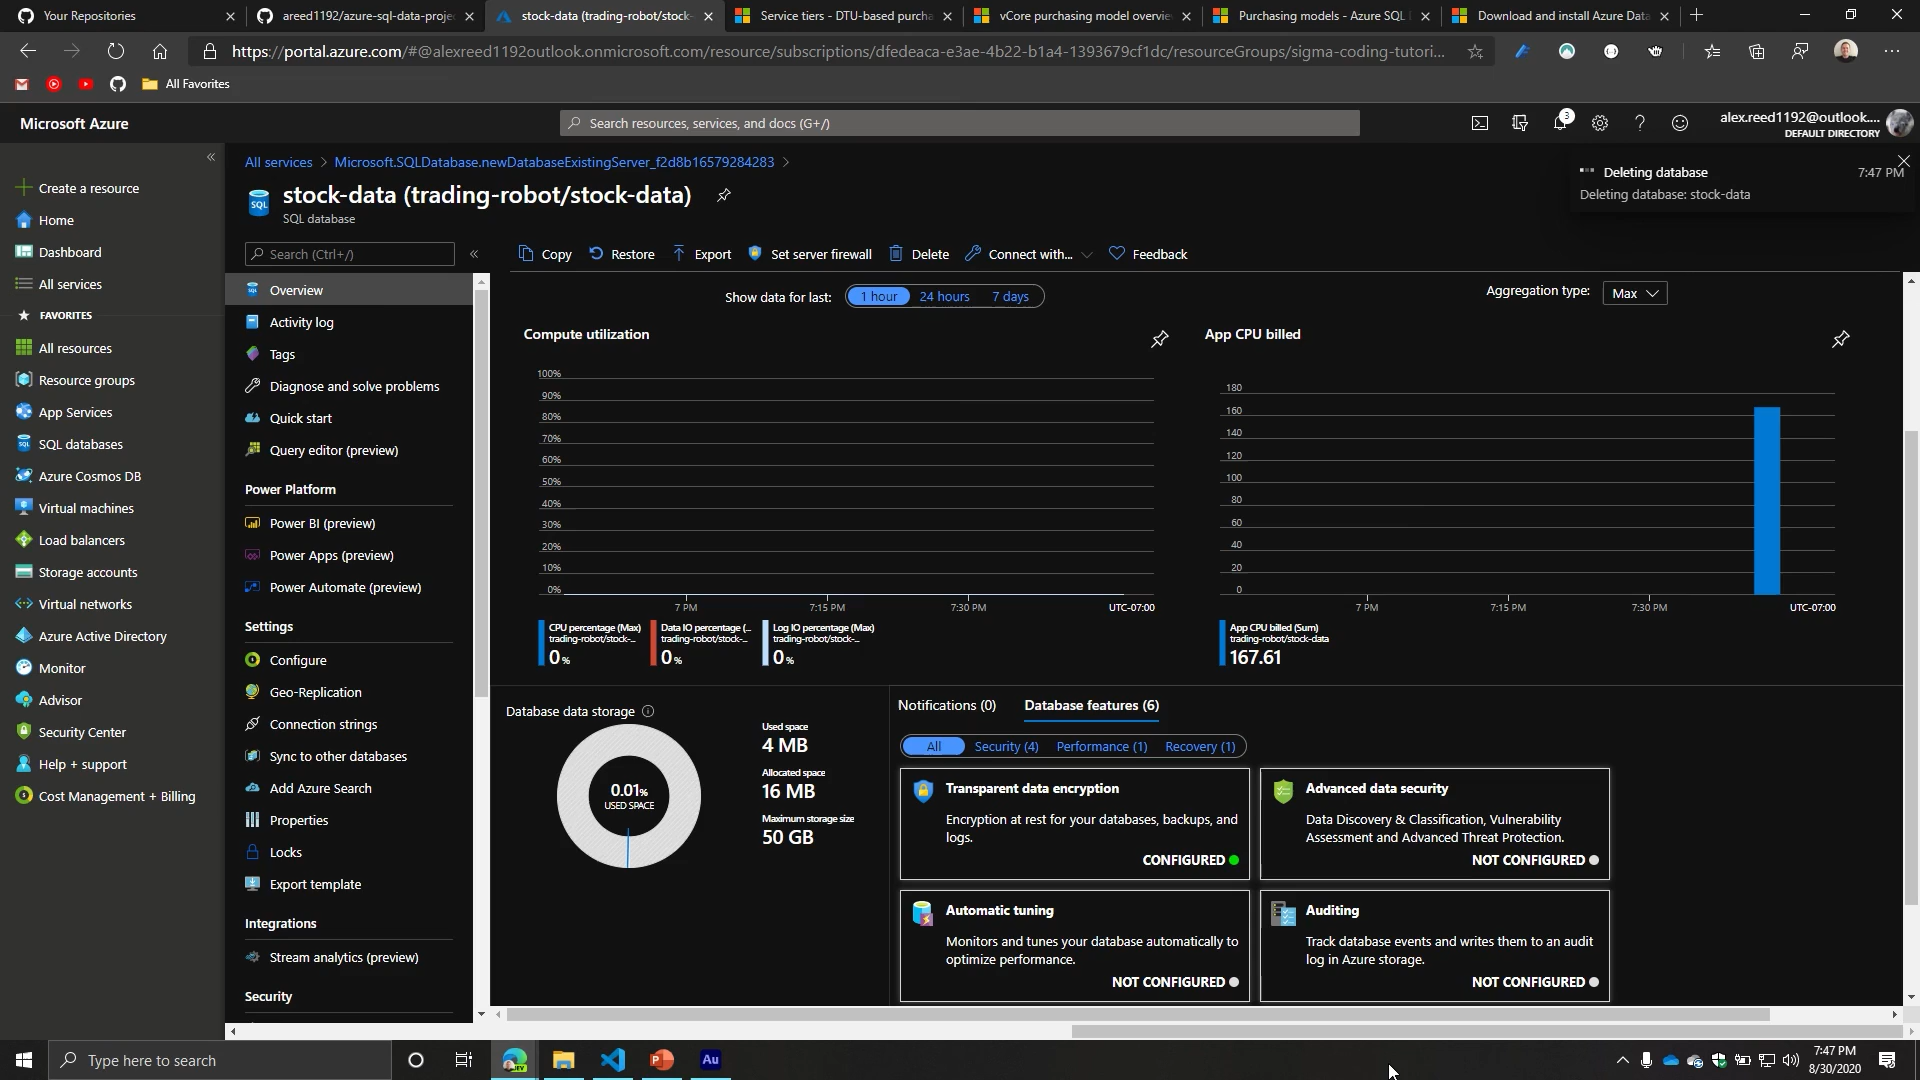 Your Repositories
areed1192/azure-sql-data-proje
stock-data (trading-robot/stock-
Service tiers - DTU-based purcha
vCore purchasing model overvie
Purchasing models - Azure SQL
Download and install Azure Data
https://portal.azure.com/#@alexreed1192outlook.onmicrosoft.com/resource/subscriptions/dfedeaca-e3ae-4b22-b1a4-1393679cf1dc/resourceGroups/sigma-coding-tutori...
All Favorites
Microsoft Azure
Search resources, services, and docs (G+/)
3
alex.reed1192@outlook....
DEFAULT DIRECTORY
All services > Microsoft.SQLDatabase.newDatabaseExistingServer_f2d8b16579284283 >
stock-data (trading-robot/stock-data)
SQL database
Deleting database
7:47 PM
Deleting database: stock-data
Create a resource
Home
Dashboard
All services
FAVORITES
All resources
Resource groups
App Services
SQL databases
Azure Cosmos DB
Virtual machines
Load balancers
Storage accounts
Virtual networks
Azure Active Directory
Monitor
Advisor
Security Center
Help + support
Cost Management + Billing
Search (Ctrl+/)
Overview
Activity log
Tags
Diagnose and solve problems
Quick start
Query editor (preview)
Power Platform
Power BI (preview)
Power Apps (preview)
Power Automate (preview)
Settings
Configure
Geo-Replication
Connection strings
Sync to other databases
Add Azure Search
Properties
Locks
Export template
Integrations
Stream analytics (preview)
Security
Copy
Restore
Export
Set server firewall
Delete
Connect with...
Feedback
Show data for last:
1 hour
24 hours
7 days
Aggregation type:
Max
Compute utilization
100%
90%
80%
70%
60%
50%
40%
30%
20%
10%
0%
7 PM
7:15 PM
7:30 PM
UTC-07:00
CPU percentage (Max)
trading-robot/stock-...
0 %
Data IO percentage (...
trading-robot/stock-...
0 %
Log IO percentage (Max)
trading-robot/stock-...
0 %
App CPU billed
180
160
140
120
100
80
60
40
20
0
7 PM
7:15 PM
7:30 PM
UTC-07:00
App CPU billed (Sum)
trading-robot/stock-data
167.61
Database data storage
0.01%
USED SPACE
Used space
4 MB
Allocated space
16 MB
Maximum storage size
50 GB
Notifications (0)
Database features (6)
All
Security (4)
Performance (1)
Recovery (1)
Transparent data encryption
Encryption at rest for your databases, backups, and
logs.
CONFIGURED
Advanced data security
Data Discovery & Classification, Vulnerability
Assessment and Advanced Threat Protection.
NOT CONFIGURED
Automatic tuning
Monitors and tunes your database automatically to
optimize performance.
NOT CONFIGURED
Auditing
Track database events and writes them to an audit
log in Azure storage.
NOT CONFIGURED
Type here to search
Au
7:47 PM
8/30/2020